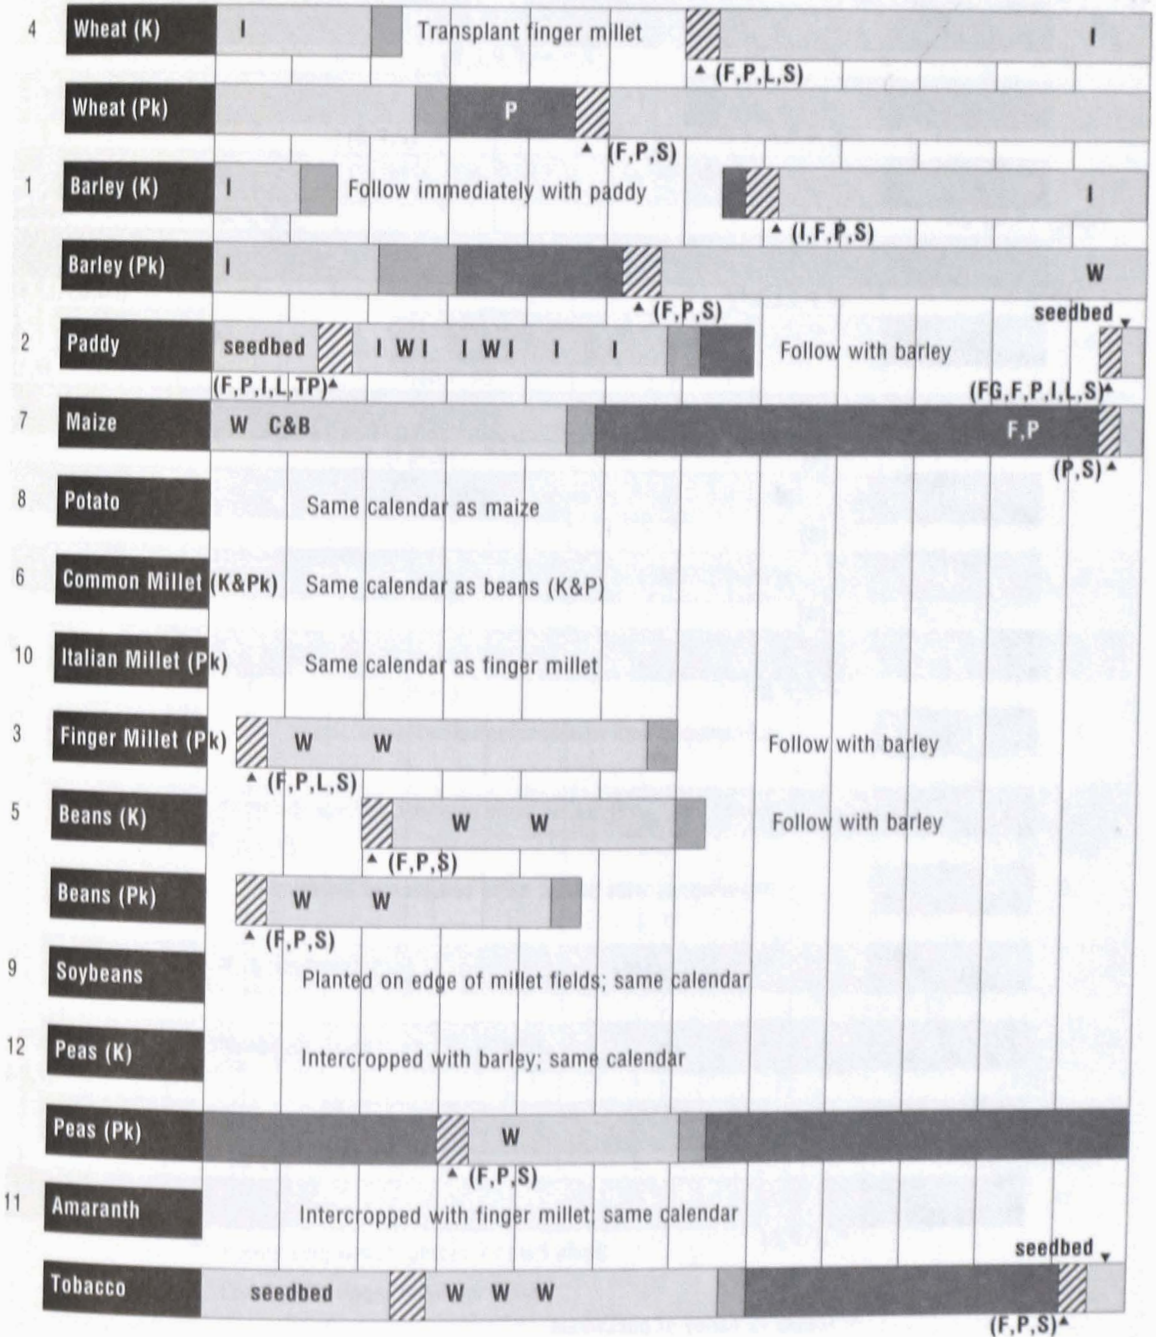 4 Wheat (K) I Transplant finger millet I
▲ (F,P,L,S)
Wheat (Pk) P
▲ (F,P,S)
1 Barley (K) I Follow immediately with paddy I
▲ (I,F,P,S)
Barley (Pk) I W
▲ (F,P,S) seedbed ▼
2 Paddy seedbed I W I I W I I Follow with barley
(F,P,I,L,TP)▲ (FG,F,P,I,L,S)▲
7 Maize W C&B F,P
(P,S)▲
8 Potato Same calendar as maize
6 Common Millet (K&Pk) Same calendar as beans (K&P)
10 Italian Millet (Pk) Same calendar as finger millet
3 Finger Millet (Pk) W W Follow with barley
▲ (F,P,L,S)
5 Beans (K) W W Follow with barley
▲ (F,P,S)
Beans (Pk) W W
▲ (F,P,S)
9 Soybeans Planted on edge of millet fields; same calendar
12 Peas (K) Intercropped with barley; same calendar
Peas (Pk) W
▲ (F,P,S)
11 Amaranth Intercropped with finger millet; same calendar
seedbed ▼
Tobacco seedbed W W W
(F,P,S)▲